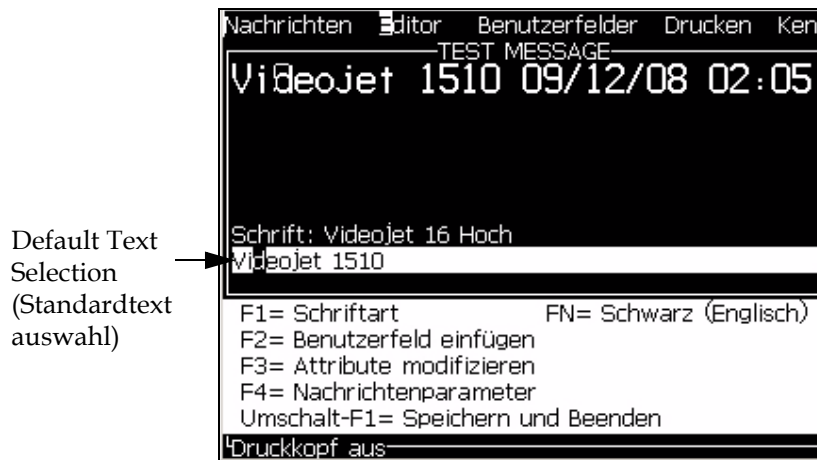 Nachrichten Editor Benutzerfelder Drucken Ken
TEST MESSAGE
Videojet 1510 09/12/08 02:05
Schrift: Videojet 16 Hoch
Videojet 1510
Default Text
Selection
(Standardtext
auswahl)
F1= Schriftart FN= Schwarz (Englisch)
F2= Benutzerfeld einfügen
F3= Attribute modifizieren
F4= Nachrichtenparameter
Umschalt-F1= Speichern und Beenden
Druckkopf aus